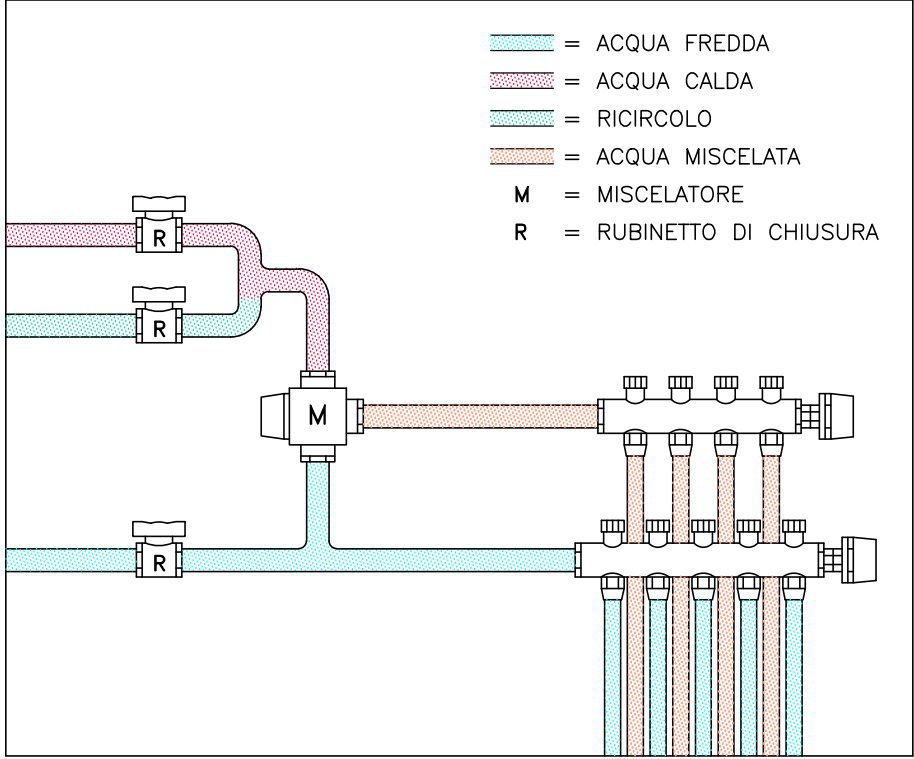 = ACQUA FREDDA
= ACQUA CALDA
= RICIRCOLO
= ACQUA MISCELATA
M = MISCELATORE
R = RUBINETTO DI CHIUSURA
R
R
M
R